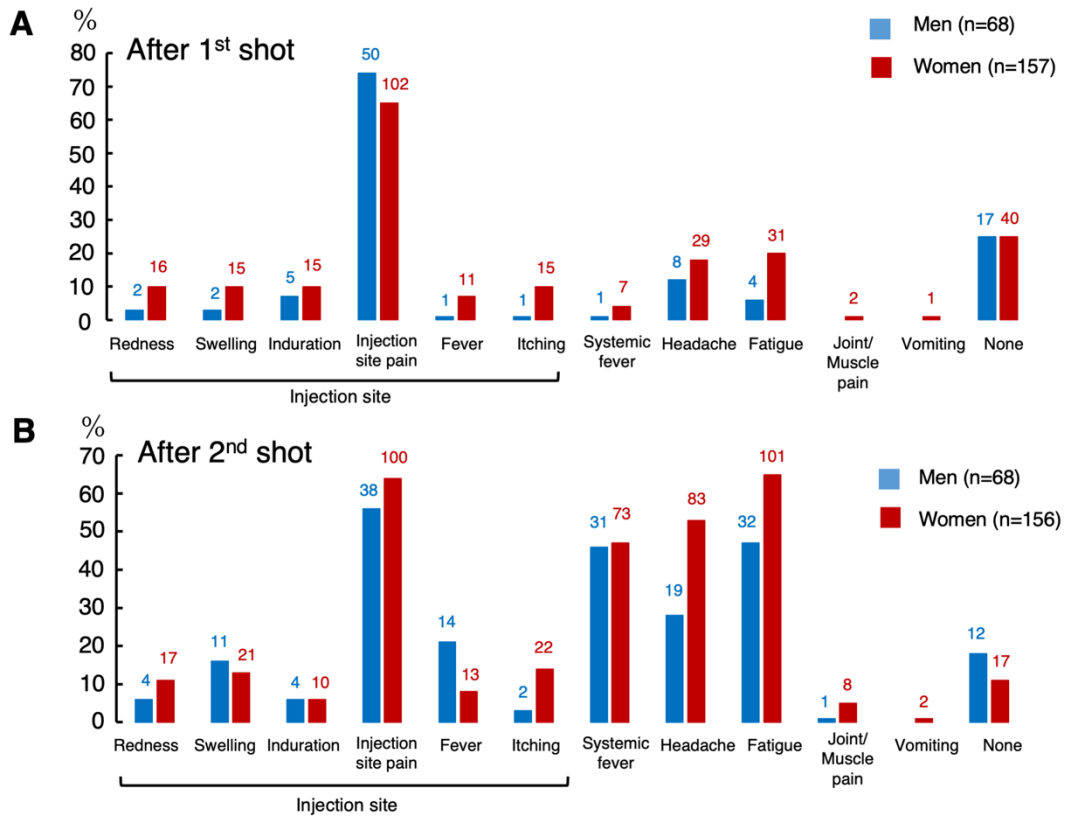 A
%
After 1st shot
Men (n=68)
Women (n=157)
80
70
60
50
40
30
20
10
0
2 16 2 15 5 15 50 102 1 11 1 15 1 7 8 29 4 31 2 1 17 40
Redness Swelling Induration Injection site pain Fever Itching Systemic fever Headache Fatigue Joint/ Muscle pain Vomiting None
Injection site
B
%
After 2nd shot
Men (n=68)
Women (n=156)
70
60
50
40
30
20
10
0
4 17 11 21 4 10 38 100 14 13 2 22 31 73 19 83 32 101 1 8 2 12 17
Redness Swelling Induration Injection site pain Fever Itching Systemic fever Headache Fatigue Joint/ Muscle pain Vomiting None
Injection site